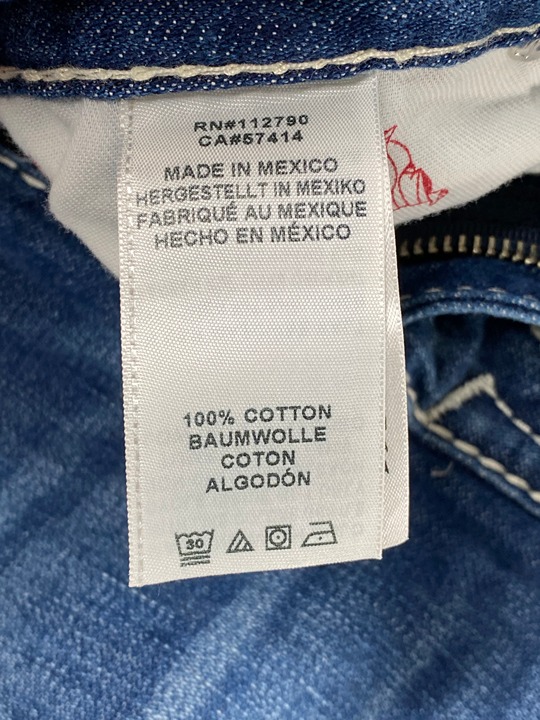 RN#112790
CA#57414
MADE IN MEXICO
HERGESTELLT IN MEXIKO
FABRIQUÉ AU MEXIQUE
HECHO EN MÉXICO
100% COTTON
BAUMWOLLE
COTON
ALGODÓN
30